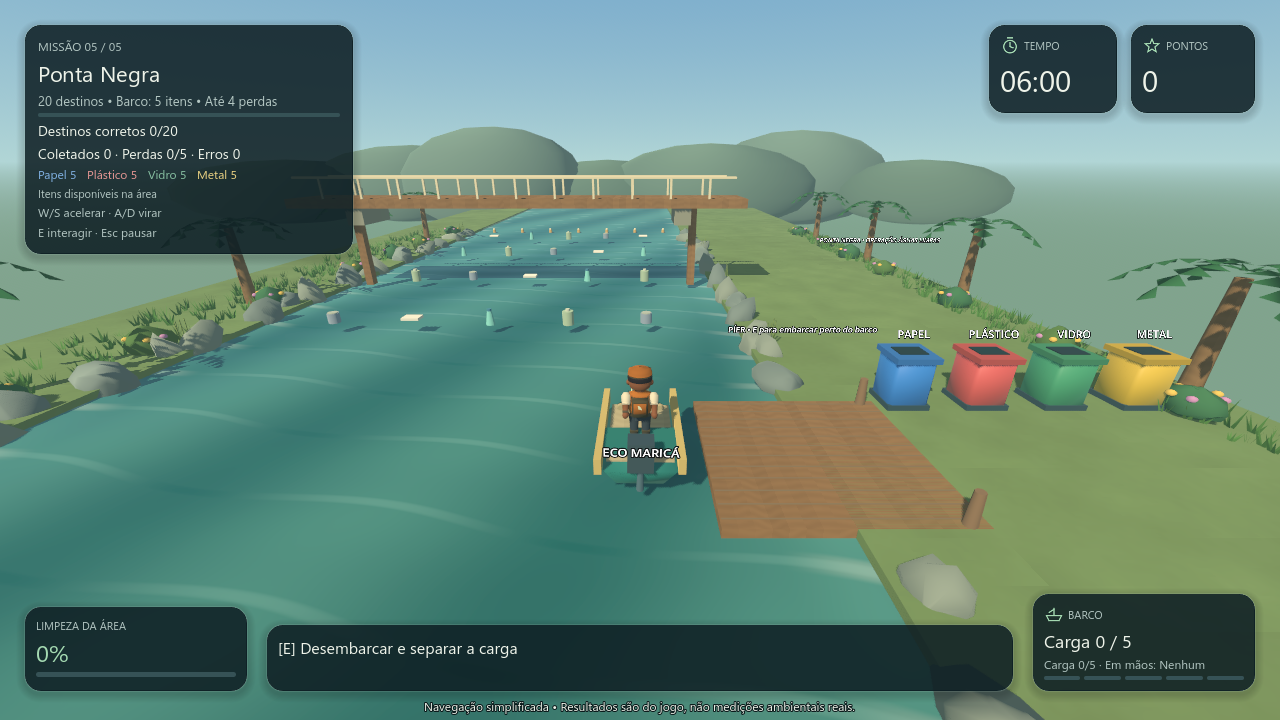 MISSÃO 05 / 05
Ponta Negra
20 destinos • Barco: 5 itens • Até 4 perdas
Destinos corretos 0/20
Coletados 0 · Perdas 0/5 · Erros 0
Papel 5 Plástico 5 Vidro 5 Metal 5
Itens disponíveis na área
W/S acelerar · A/D virar
E interagir · Esc pausar
TEMPO
06:00
PONTOS
0
PÍER • E para embarcar perto do barco
PAPEL
PLÁSTICO
VIDRO
METAL
ECO MARICÁ
LIMPEZA DA ÁREA
0%
[E] Desembarcar e separar a carga
BARCO
Carga 0 / 5
Carga 0/5 · Em mãos: Nenhum
Navegação simplificada • Resultados são do jogo, não medições ambientais reais.